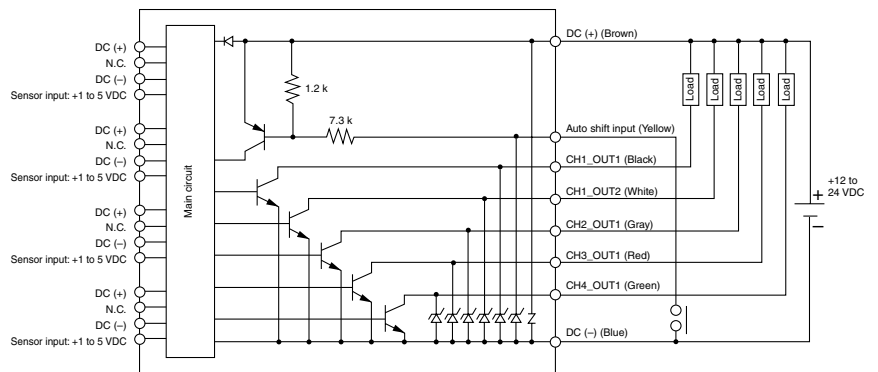 DC (+)
N.C.
DC (–)
Sensor input: +1 to 5 VDC
DC (+)
N.C.
DC (–)
Sensor input: +1 to 5 VDC
DC (+)
N.C.
DC (–)
Sensor input: +1 to 5 VDC
DC (+)
N.C.
DC (–)
Sensor input: +1 to 5 VDC
Main circuit
1.2 k
7.3 k
DC (+) (Brown)
Auto shift input (Yellow)
CH1_OUT1 (Black)
CH1_OUT2 (White)
CH2_OUT1 (Gray)
CH3_OUT1 (Red)
CH4_OUT1 (Green)
DC (–) (Blue)
Load
Load
Load
Load
Load
+
–
+12 to
24 VDC